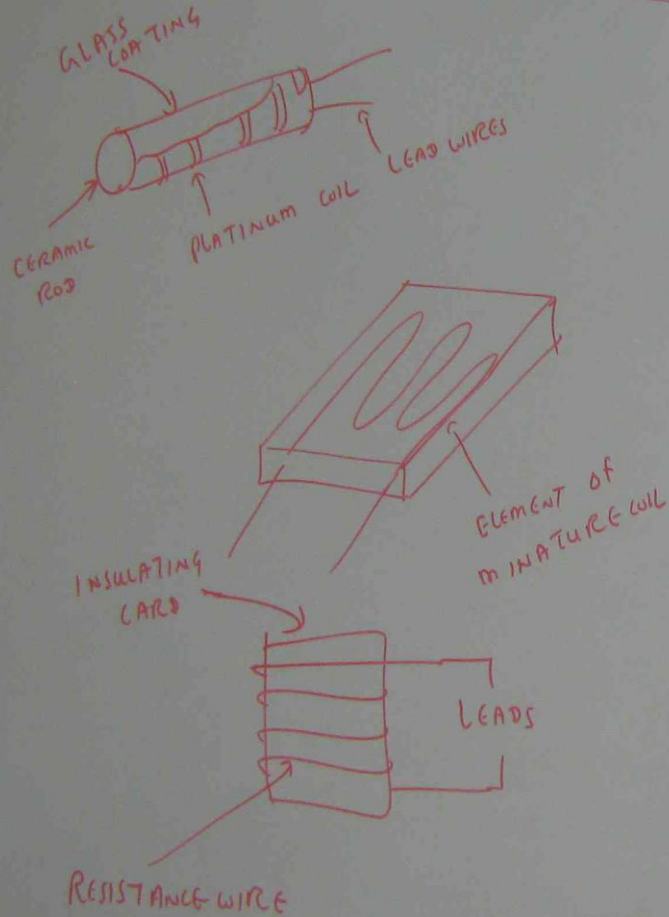 GLASS
COATING
LEAD WIRES
PLATINUM COIL
CERAMIC
ROD
ELEMENT OF
MINATURE COIL
INSULATING
CARD
LEADS
RESISTANCE WIRE